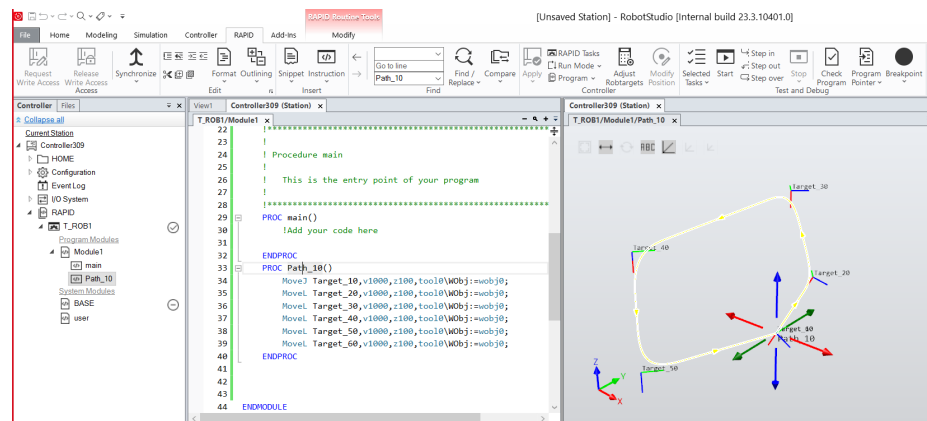 [Unsaved Station] - RobotStudio [Internal build 23.3.10401.0]
RAPID Routine Tools
File Home Modeling Simulation Controller RAPID Add-Ins Modify
Request Write Access
Release Write Access
Access
Synchronize
Format
Outlining
Edit
Snippet
Instruction
Insert
Go to line
Path_10
Find / Replace
Compare
Find
Apply
RAPID Tasks
Run Mode
Program
Adjust Robtargets
Modify Position
Controller
Selected Tasks
Start
Step in
Step out
Step over
Stop
Check Program
Program Pointer
Breakpoint
Test and Debug
Controller Files
Collapse all
Current Station
Controller309
HOME
Configuration
Event Log
I/O System
RAPID
T_ROB1
Program Modules
Module1
main
Path_10
System Modules
BASE
user
View1 Controller309 (Station) x
T_ROB1/Module1 x
22 !****************************************************
23 !
24 ! Procedure main
25 !
26 ! This is the entry point of your program
27 !
28 !****************************************************
29 PROC main()
30 !Add your code here
31
32 ENDPROC
33 PROC Path_10()
34 MoveJ Target_10,v1000,z100,tool0\WObj:=wobj0;
35 MoveL Target_20,v1000,z100,tool0\WObj:=wobj0;
36 MoveL Target_30,v1000,z100,tool0\WObj:=wobj0;
37 MoveL Target_40,v1000,z100,tool0\WObj:=wobj0;
38 MoveL Target_50,v1000,z100,tool0\WObj:=wobj0;
39 MoveL Target_60,v1000,z100,tool0\WObj:=wobj0;
40 ENDPROC
41
42
43
44 ENDMODULE
Controller309 (Station) x
T_ROB1/Module1/Path_10 x
ABC
Target_30
Target_40
Target_20
Path_10
Target_50
Z
Y
X